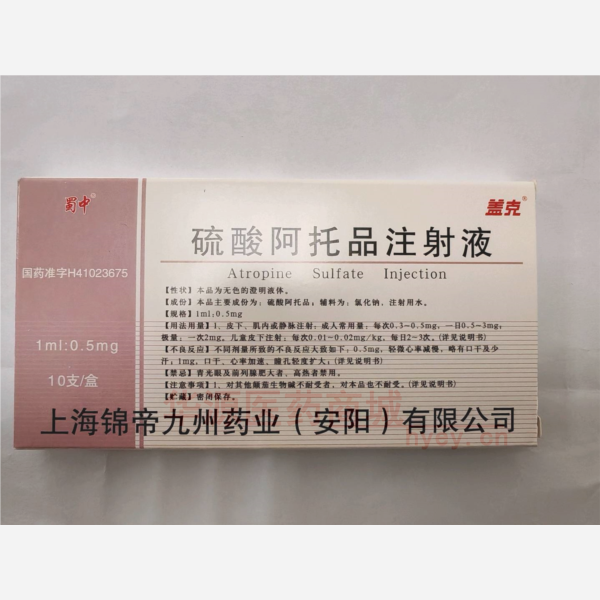 蜀中®
国药准字H41023675
1ml:0.5mg
10支/盒
盖克®
硫酸阿托品注射液
Atropine Sulfate Injection
【性状】本品为无色的澄明液体。
【成份】本品主要成份为:硫酸阿托品;辅料为:氯化钠、注射用水。
【规格】1ml:0.5mg
【用法用量】1、皮下、肌内或静脉注射:成人常用量:每次0.3~0.5mg,一日0.5~3mg;
极量:一次2mg。儿童皮下注射:每次0.01~0.02mg/kg,每日2~3次。(详见说明书)
【不良反应】不同剂量所致的不良反应大致如下:0.5mg,轻微心率减慢,略有口干及少
汗;1mg,口干、心率加速、瞳孔轻度扩大;(详见说明书)
【禁忌】青光眼及前列腺肥大者、高热者禁用。
【注意事项】1、对其他颠茄生物碱不耐受者,对本品也不耐受。(详见说明书)
【贮藏】密闭保存。
医药商城
上海锦帝九州药业(安阳)有限公司